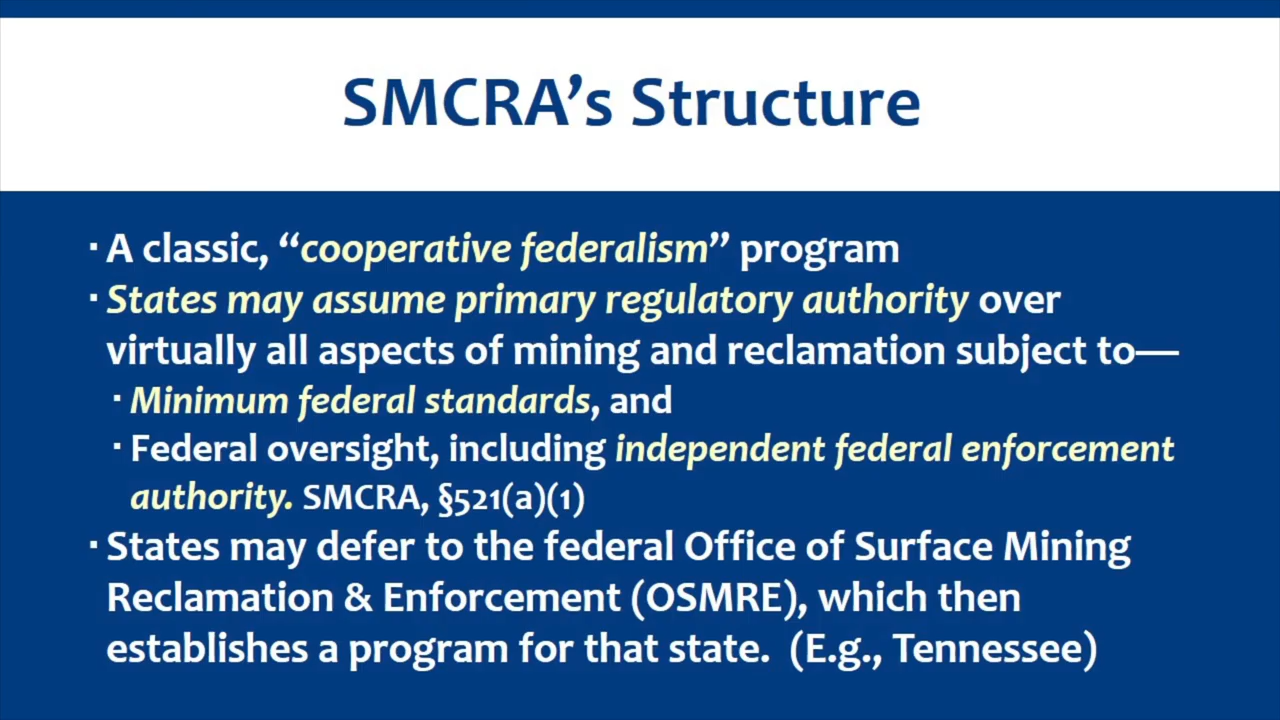 SMCRA’s Structure
▪ A classic, “cooperative federalism” program
▪ States may assume primary regulatory authority over
virtually all aspects of mining and reclamation subject to—
▪ Minimum federal standards, and
▪ Federal oversight, including independent federal enforcement
authority. SMCRA, §521(a)(1)
▪ States may defer to the federal Office of Surface Mining
Reclamation & Enforcement (OSMRE), which then
establishes a program for that state. (E.g., Tennessee)